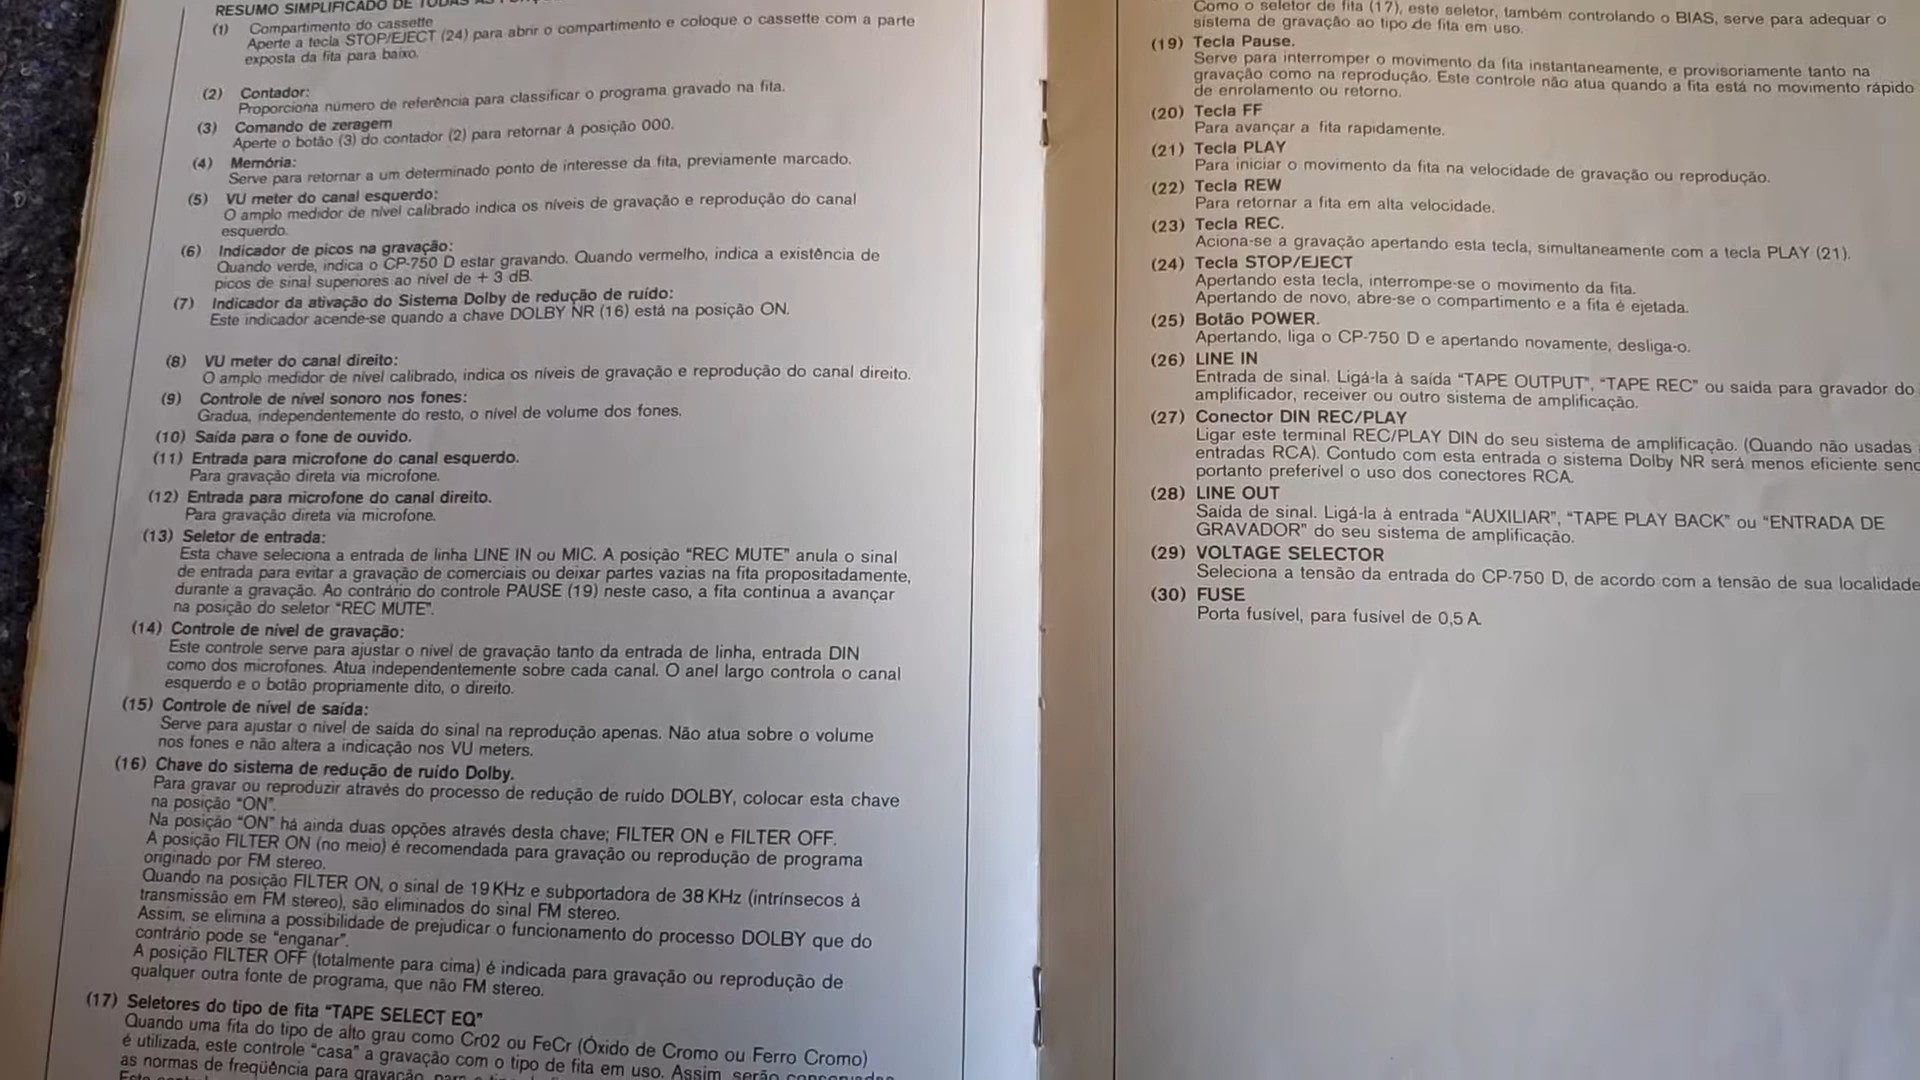 RESUMO SIMPLIFICADO DE TODAS AS
(1) Compartimento do cassette
Aperte a tecla STOP/EJECT (24) para abrir o compartimento e coloque o cassette com a parte
exposta da fita para baixo.
(2) Contador:
Proporciona número de referência para classificar o programa gravado na fita.
(3) Comando de zeragem
Aperte o botão (3) do contador (2) para retornar à posição 000.
(4) Memória:
Serve para retornar a um determinado ponto de interesse da fita, previamente marcado.
(5) VU meter do canal esquerdo:
O amplo medidor de nível calibrado indica os níveis de gravação e reprodução do canal
esquerdo.
(6) Indicador de picos na gravação:
Quando verde, indica o CP-750 D estar gravando. Quando vermelho, indica a existência de
picos de sinal superiores ao nível de + 3 dB.
(7) Indicador da ativação do Sistema Dolby de redução de ruído:
Este indicador acende-se quando a chave DOLBY NR (16) está na posição ON.
(8) VU meter do canal direito:
O amplo medidor de nível calibrado, indica os níveis de gravação e reprodução do canal direito.
(9) Controle de nível sonoro nos fones:
Gradua, independentemente do resto, o nível de volume dos fones.
(10) Saída para o fone de ouvido.
(11) Entrada para microfone do canal esquerdo.
Para gravação direta via microfone.
(12) Entrada para microfone do canal direito.
Para gravação direta via microfone.
(13) Seletor de entrada:
Esta chave seleciona a entrada de linha LINE IN ou MIC. A posição “REC MUTE” anula o sinal
de entrada para evitar a gravação de comerciais ou deixar partes vazias na fita propositadamente,
durante a gravação. Ao contrário do controle PAUSE (19) neste caso, a fita continua a avançar
na posição do seletor “REC MUTE”.
(14) Controle de nível de gravação:
Este controle serve para ajustar o nível de gravação tanto da entrada de linha, entrada DIN
como dos microfones. Atua independentemente sobre cada canal. O anel largo controla o canal
esquerdo e o botão propriamente dito, o direito.
(15) Controle de nível de saída:
Serve para ajustar o nível de saída do sinal na reprodução apenas. Não atua sobre o volume
nos fones e não altera a indicação nos VU meters.
(16) Chave do sistema de redução de ruído Dolby.
Para gravar ou reproduzir através do processo de redução de ruído DOLBY, colocar esta chave
na posição “ON”.
Na posição “ON” há ainda duas opções através desta chave; FILTER ON e FILTER OFF.
A posição FILTER ON (no meio) é recomendada para gravação ou reprodução de programa
originado por FM stereo.
Quando na posição FILTER ON, o sinal de 19 KHz e subportadora de 38 KHz (intrínsecos à
transmissão em FM stereo), são eliminados do sinal FM stereo.
Assim, se elimina a possibilidade de prejudicar o funcionamento do processo DOLBY que do
contrário pode se “enganar”.
A posição FILTER OFF (totalmente para cima) é indicada para gravação ou reprodução de
qualquer outra fonte de programa, que não FM stereo.
(17) Seletores do tipo de fita “TAPE SELECT EQ”
Quando uma fita do tipo de alto grau como Cr02 ou FeCr (Óxido de Cromo ou Ferro Cromo)
é utilizada, este controle “casa” a gravação com o tipo de fita em uso. Assim, serão
as normas de freqüência para gravação,
Como o seletor de fita (17), este seletor, também controlando o BIAS, serve para adequar o
sistema de gravação ao tipo de fita em uso.
(19) Tecla Pause.
Serve para interromper o movimento da fita instantaneamente, e provisoriamente tanto na
gravação como na reprodução. Este controle não atua quando a fita está no movimento rápido
de enrolamento ou retorno.
(20) Tecla FF
Para avançar a fita rapidamente.
(21) Tecla PLAY
Para iniciar o movimento da fita na velocidade de gravação ou reprodução.
(22) Tecla REW
Para retornar a fita em alta velocidade.
(23) Tecla REC.
Aciona-se a gravação apertando esta tecla, simultaneamente com a tecla PLAY (21).
(24) Tecla STOP/EJECT
Apertando esta tecla, interrompe-se o movimento da fita.
Apertando de novo, abre-se o compartimento e a fita é ejetada.
(25) Botão POWER.
Apertando, liga o CP-750 D e apertando novamente, desliga-o.
(26) LINE IN
Entrada de sinal. Ligá-la à saída “TAPE OUTPUT”, “TAPE REC” ou saída para gravador do
amplificador, receiver ou outro sistema de amplificação.
(27) Conector DIN REC/PLAY
Ligar este terminal REC/PLAY DIN do seu sistema de amplificação. (Quando não usadas
entradas RCA). Contudo com esta entrada o sistema Dolby NR será menos eficiente
portanto preferível o uso dos conectores RCA.
(28) LINE OUT
Saída de sinal. Ligá-la à entrada “AUXILIAR”, “TAPE PLAY BACK” ou “ENTRADA DE
GRAVADOR” do seu sistema de amplificação.
(29) VOLTAGE SELECTOR
Seleciona a tensão da entrada do CP-750 D, de acordo com a tensão de sua localidade
(30) FUSE
Porta fusível, para fusível de 0,5 A.